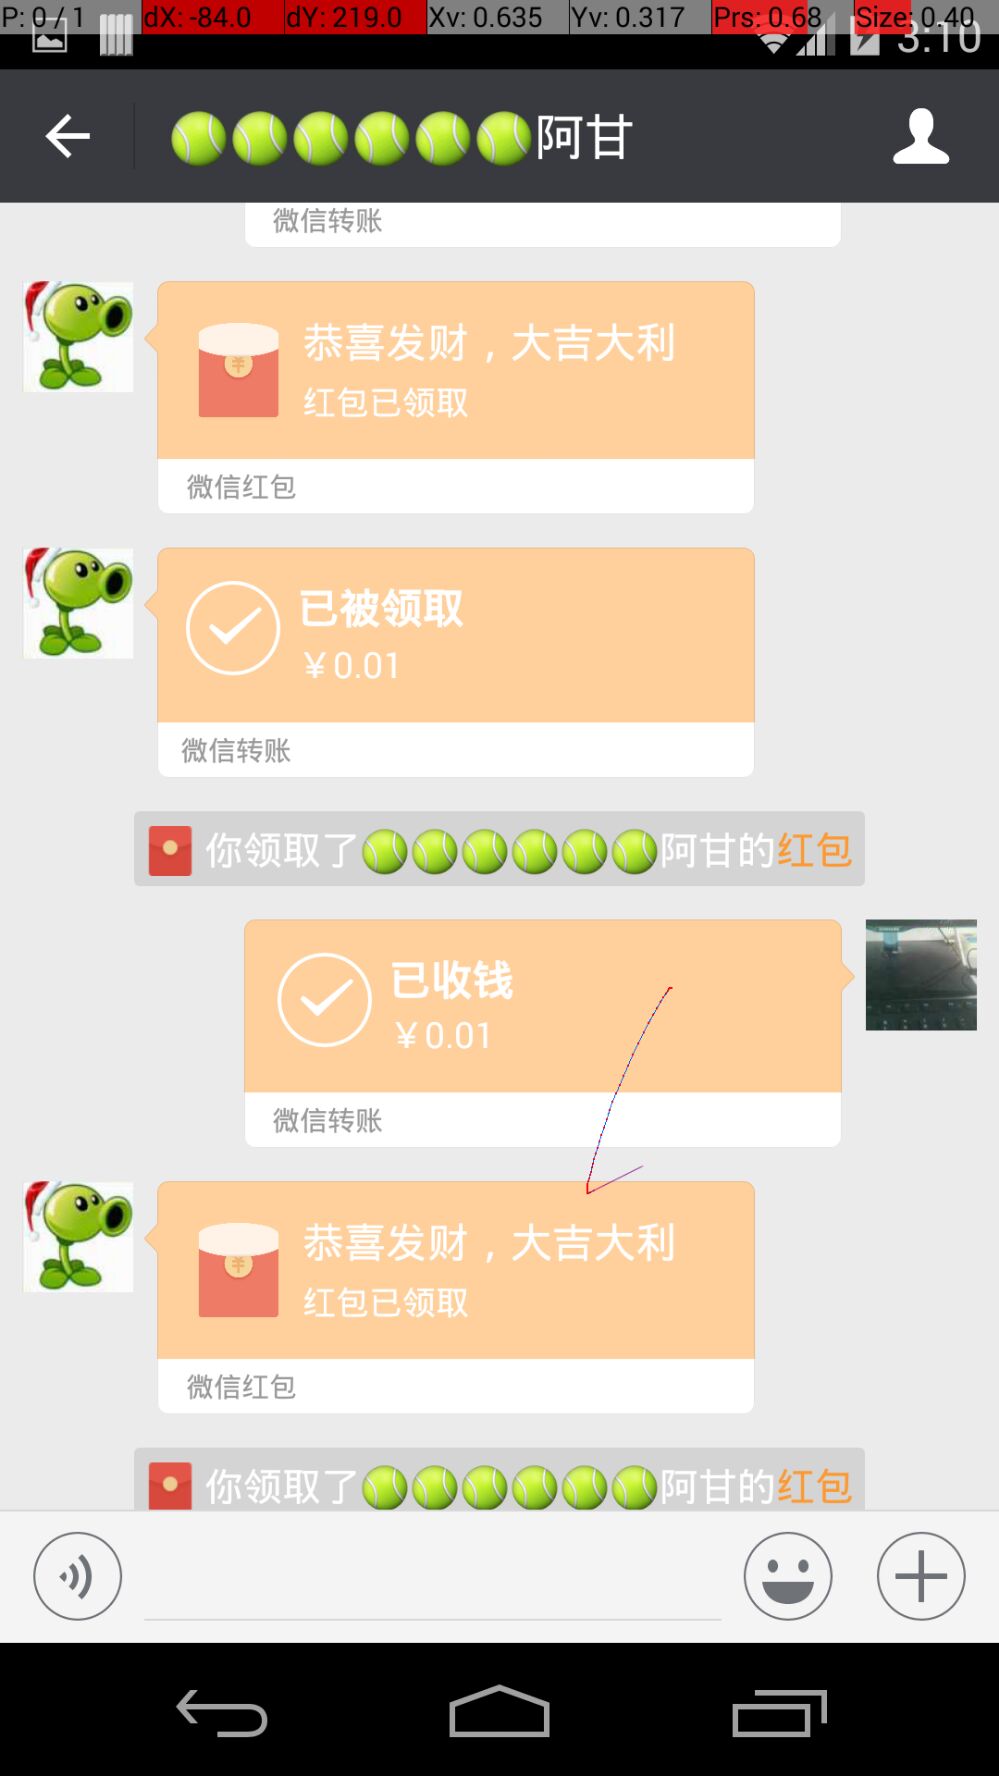 P: 0 / 1 dX: -84.0 dY: 219.0 Xv: 0.635 Yv: 0.317 Prs: 0.68 Size: 0.40
3:10
阿甘
微信转账
恭喜发财，大吉大利
红包已领取
微信红包
已被领取
￥0.01
微信转账
你领取了阿甘的红包
已收钱
￥0.01
微信转账
恭喜发财，大吉大利
红包已领取
微信红包
你领取了阿甘的红包